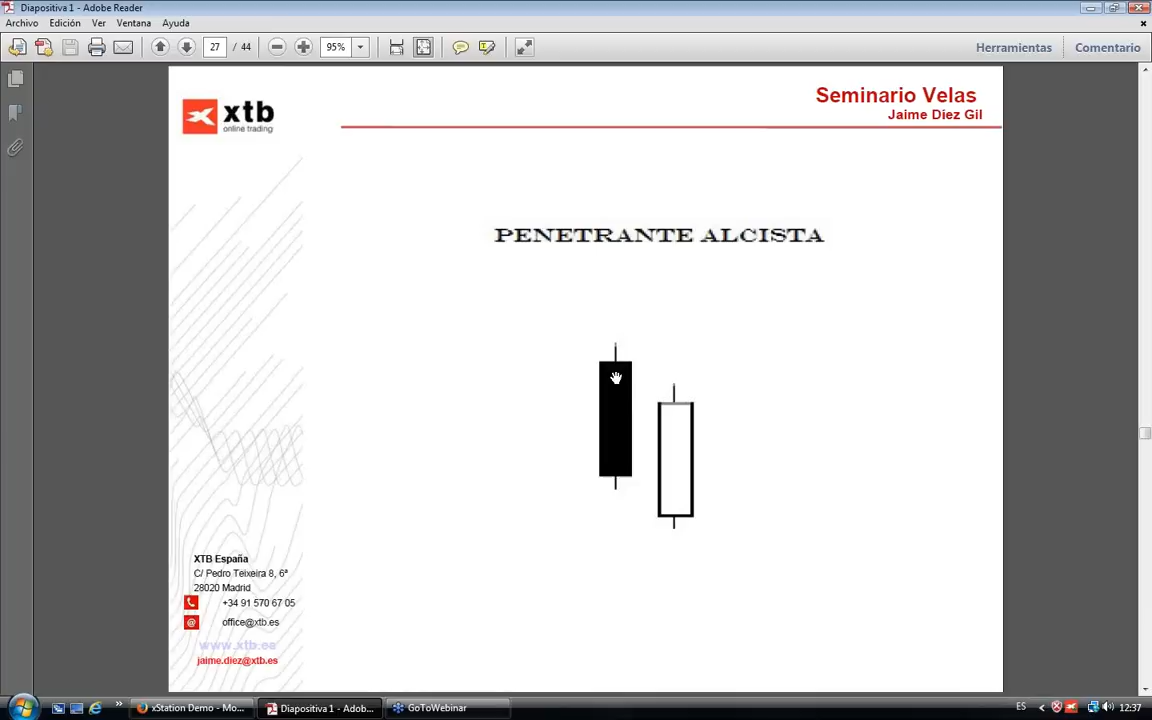 Diapositiva 1 - Adobe Reader
Archivo Edición Ver Ventana Ayuda
27 / 44 95% Herramientas Comentario
xtb
online trading
Seminario Velas
Jaime Diez Gil
PENETRANTE ALCISTA
XTB España
C/ Pedro Teixeira 8, 6ª
28020 Madrid
+34 91 570 67 05
@ office@xtb.es
www.xtb.es
jaime.diez@xtb.es
xStation Demo - Mo... Diapositiva 1 - Adob... GoToWebinar ES 12:37